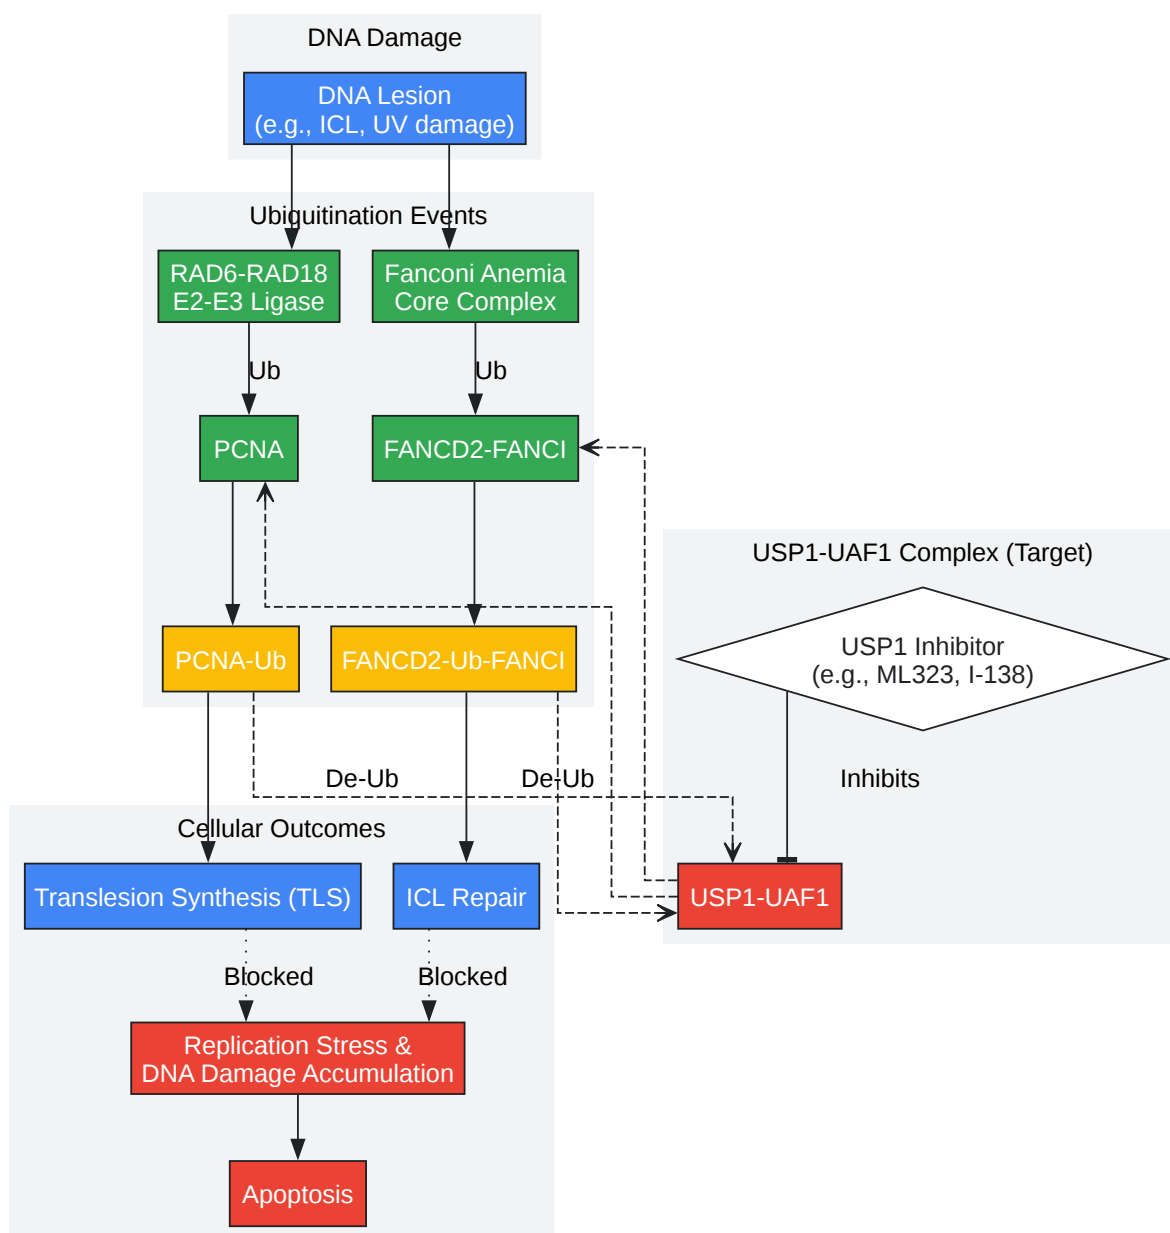 DNA Damage
DNA Lesion
(e.g., ICL, UV damage)
Ubiquitination Events
RAD6-RAD18
E2-E3 Ligase
Fanconi Anemia
Core Complex
Ub
Ub
PCNA
FANCD2-FANCI
USP1-UAF1 Complex (Target)
USP1 Inhibitor
(e.g., ML323, I-138)
PCNA-Ub
FANCD2-Ub-FANCI
De-Ub
De-Ub
Inhibits
Cellular Outcomes
Translesion Synthesis (TLS)
ICL Repair
USP1-UAF1
Blocked
Blocked
Replication Stress &
DNA Damage Accumulation
Apoptosis